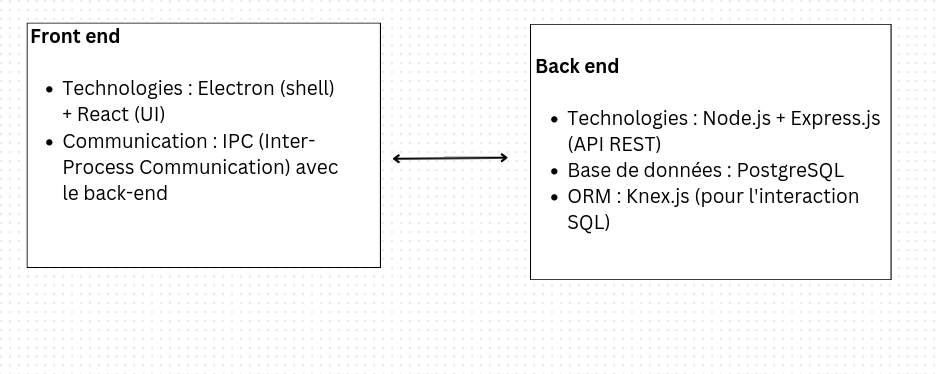 Front end
• Technologies : Electron (shell)
+ React (UI)
• Communication : IPC (Inter-
Process Communication) avec
le back-end
Back end
• Technologies : Node.js + Express.js
(API REST)
• Base de données : PostgreSQL
• ORM : Knex.js (pour l'interaction
SQL)